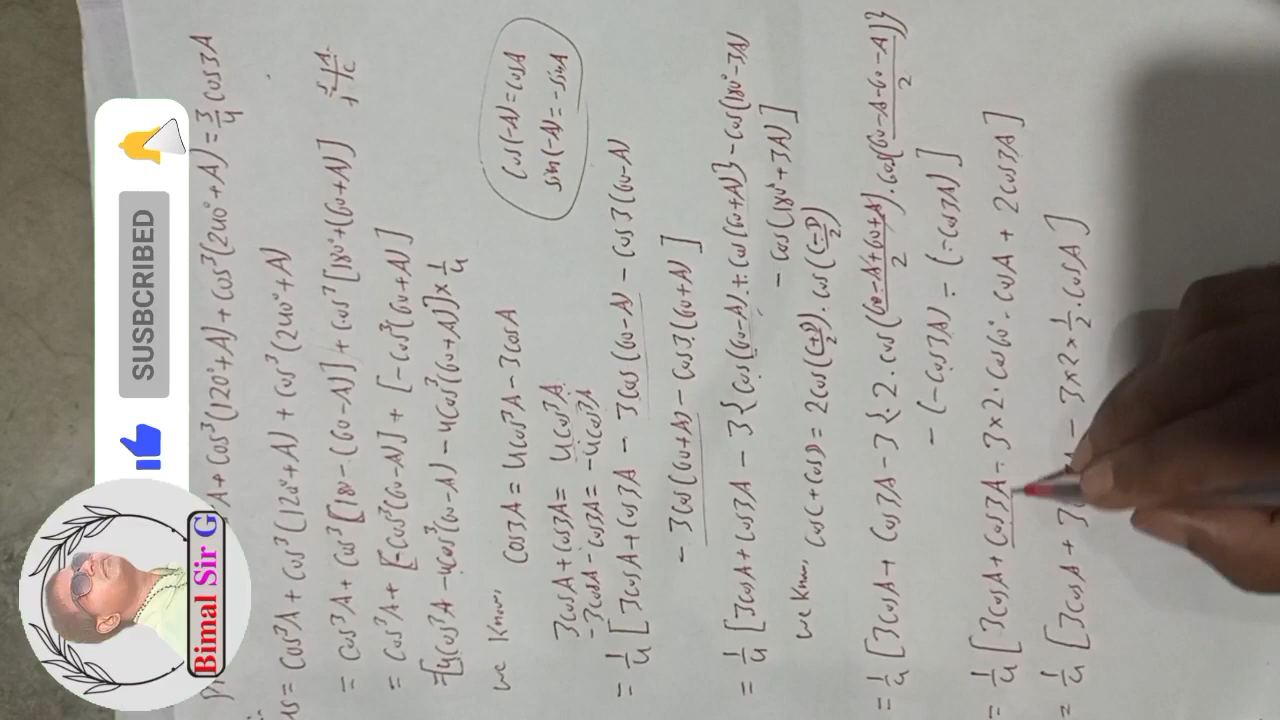 A + cos³(120°+A) + cos³(240°+A) = 3/4 cos3A
= cos³A + cos³(120°+A) + cos³(240°+A)
= cos³A + cos³[180-(60-A)] + cos³[180°+(60+A)]
= cos³A + [-cos³(60-A)] + [-cos³(60+A)]
=[4cos³A - 4cos³(60-A) - 4cos³(60+A)]×1/4
we know, cos3A = 4cos³A - 3cosA
cos(-A) = cosA
sin(-A) = -sinA
3cosA + cos3A = 4cos³A
-3cosA - cos3A = -4cos³A
= 1/4 [3cosA + cos3A - 3cos(60-A) - cos3(60-A)
- 3cos(60+A) - cos3(60+A)]
= 1/4 [3cosA + cos3A - 3{cos(60-A) + cos(60+A)} - cos(180°-3A)
- cos(180°+3A)]
we know, cosC + cosD = 2cos(C+D/2).cos(C-D/2)
= 1/4 [3cosA + cos3A - 3{2.cos(60-A+60+A/2).cos(60-A-60-A/2)}
- (-cos3A) - (-cos3A)]
= 1/4 [3cosA + cos3A - 3×2.cos60°.cosA + 2cos3A]
= 1/4 [3cosA + 3 - 3×2×1/2.cosA]
SUSBCRIBED
Bimal Sir G